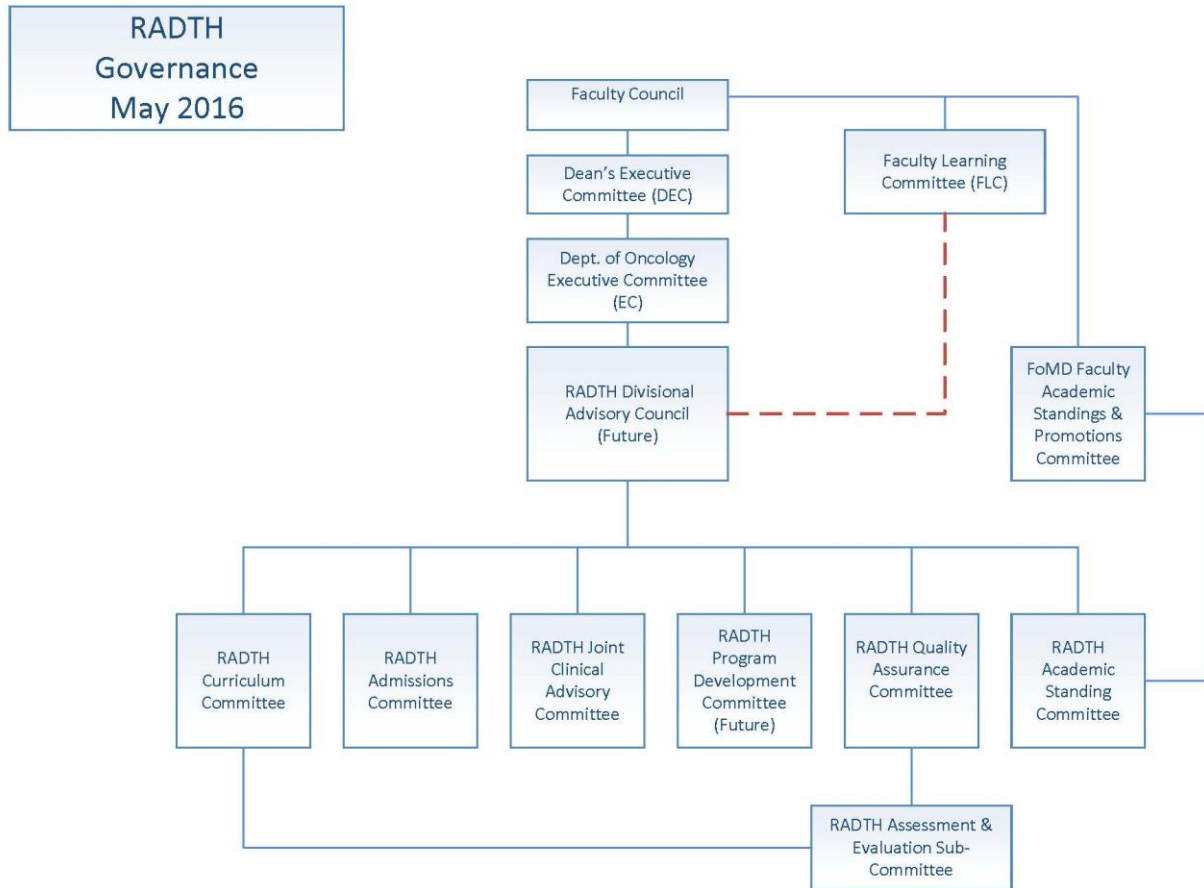 RADTH
Governance
May 2016
Faculty Council
Dean's Executive
Committee (DEC)
Faculty Learning
Committee (FLC)
Dept. of Oncology
Executive Committee
(EC)
RADTH Divisional
Advisory Council
(Future)
FoMD Faculty
Academic
Standings &
Promotions
Committee
RADTH
Curriculum
Committee
RADTH
Admissions
Committee
RADTH Joint
Clinical
Advisory
Committee
RADTH
Program
Development
Committee
(Future)
RADTH Quality
Assurance
Committee
RADTH
Academic
Standing
Committee
RADTH Assessment &
Evaluation Sub-
Committee